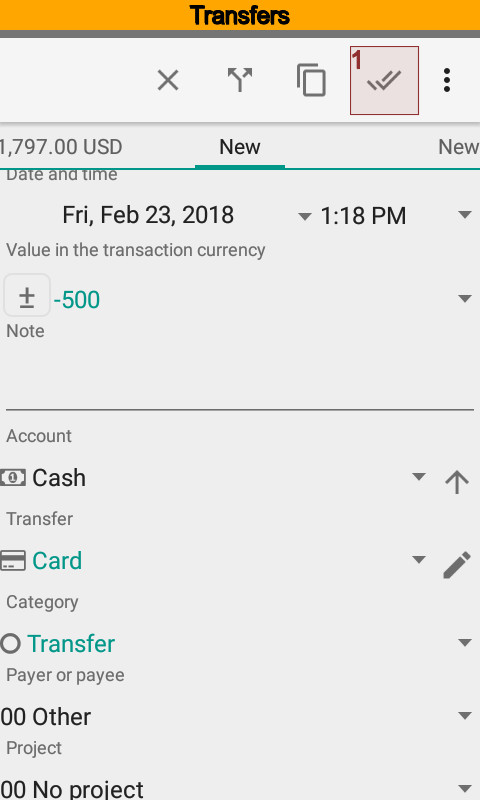 Transfers
1
1,797.00 USD New New
Date and time
Fri, Feb 23, 2018 1:18 PM
Value in the transaction currency
± -500
Note
Account
Cash
Transfer
Card
Category
Transfer
Payer or payee
00 Other
Project
00 No project